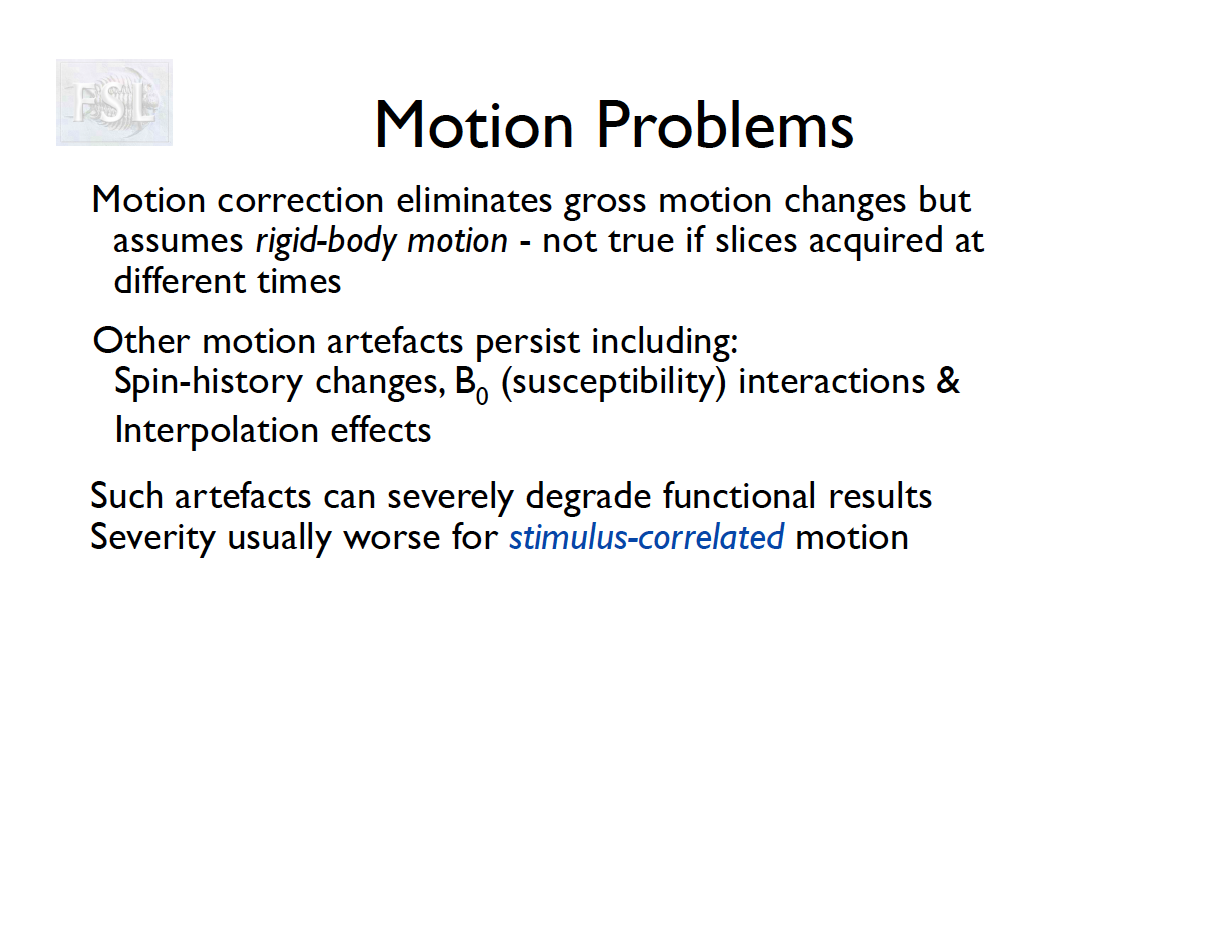 FSL
Motion Problems
Motion correction eliminates gross motion changes but
assumes rigid-body motion - not true if slices acquired at
different times
Other motion artefacts persist including:
Spin-history changes, B0 (susceptibility) interactions &
Interpolation effects
Such artefacts can severely degrade functional results
Severity usually worse for stimulus-correlated motion